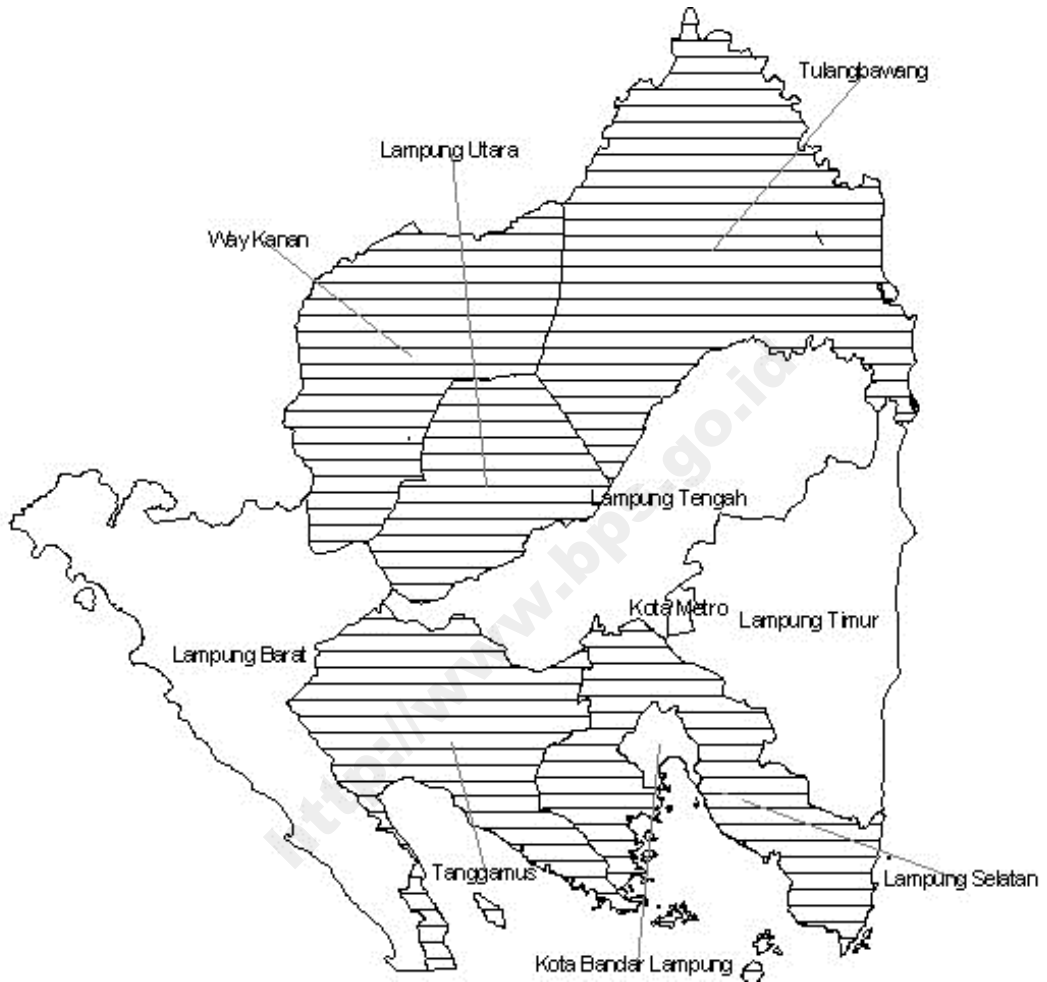 Tulangbawang
Lampung Utara
Way Kanan
Lampung Tengah
Kota Metro
Lampung Timur
Lampung Barat
Tanggamus
Lampung Selatan
Kota Bandar Lampung
http://www.bps.go.id